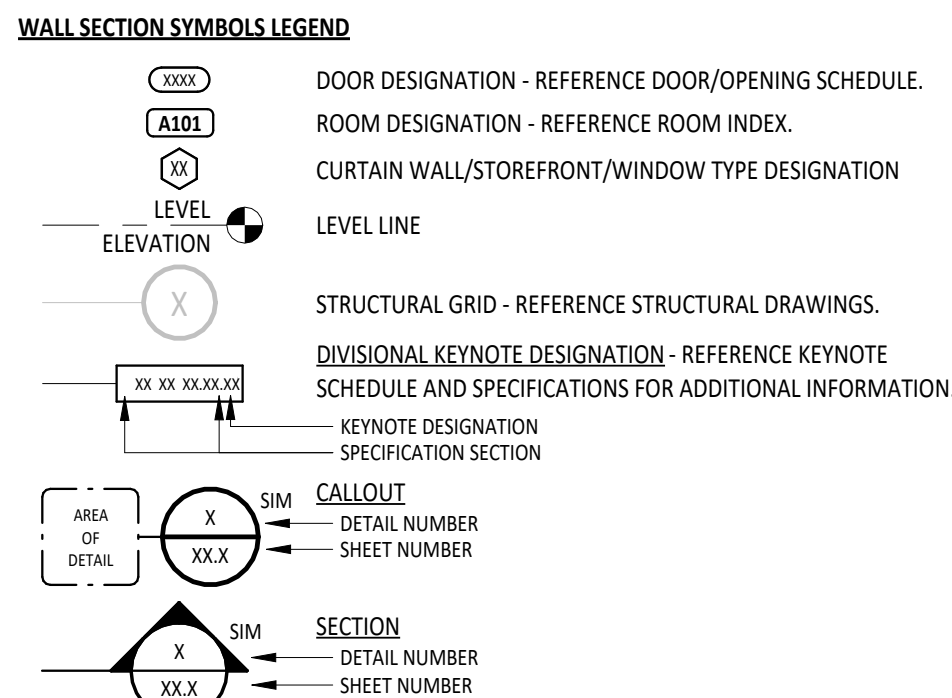 WALL SECTION SYMBOLS LEGEND
XXXX DOOR DESIGNATION - REFERENCE DOOR/OPENING SCHEDULE.
A101 ROOM DESIGNATION - REFERENCE ROOM INDEX.
XX CURTAIN WALL/STOREFRONT/WINDOW TYPE DESIGNATION
LEVEL
ELEVATION
LEVEL LINE
X STRUCTURAL GRID - REFERENCE STRUCTURAL DRAWINGS.
XX XX XX.XX.XX
DIVISIONAL KEYNOTE DESIGNATION - REFERENCE KEYNOTE
SCHEDULE AND SPECIFICATIONS FOR ADDITIONAL INFORMATION.
KEYNOTE DESIGNATION
SPECIFICATION SECTION
AREA
OF
DETAIL
X
XX.X
SIM
CALLOUT
DETAIL NUMBER
SHEET NUMBER
X
XX.X
SIM
SECTION
DETAIL NUMBER
SHEET NUMBER